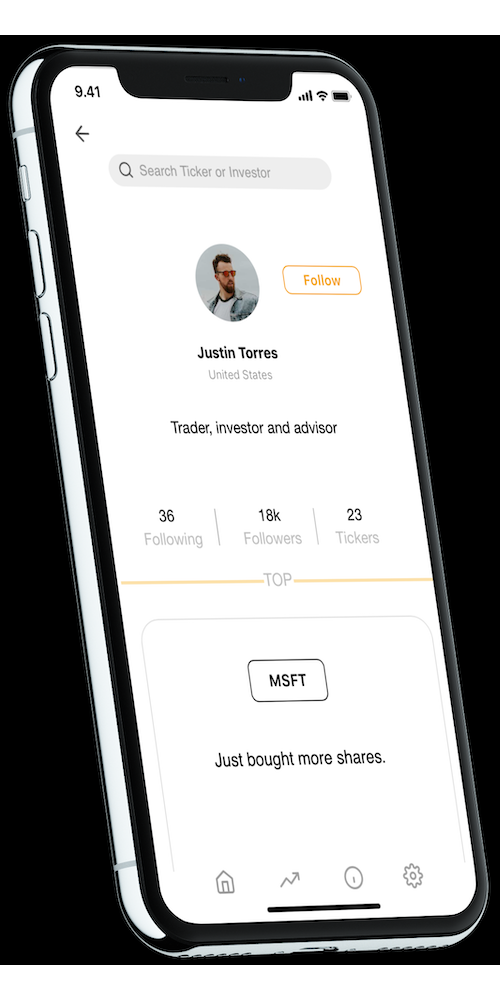 9.41
Search Ticker or Investor
Follow
Justin Torres
United States
Trader, investor and advisor
36 18k 23
Following Followers Tickers
TOP
MSFT
Just bought more shares.